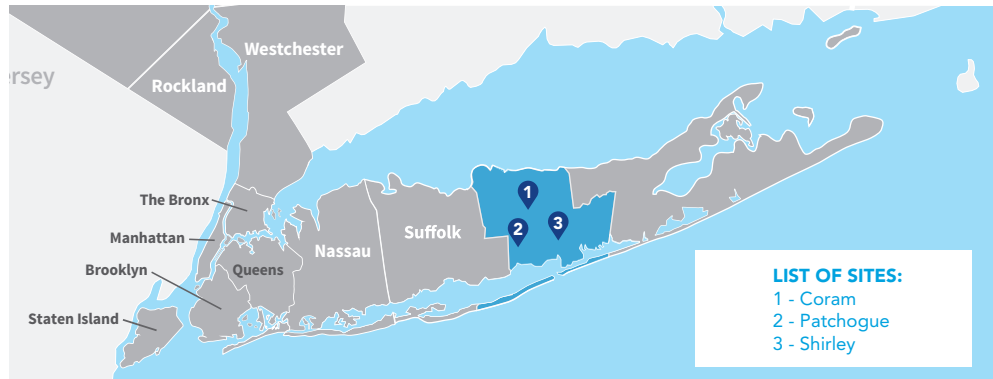 Westchester
ersey
Rockland
The Bronx
Manhattan
Brooklyn
Staten Island
Queens
Nassau
Suffolk
1
2
3
LIST OF SITES:
1 - Coram
2 - Patchogue
3 - Shirley